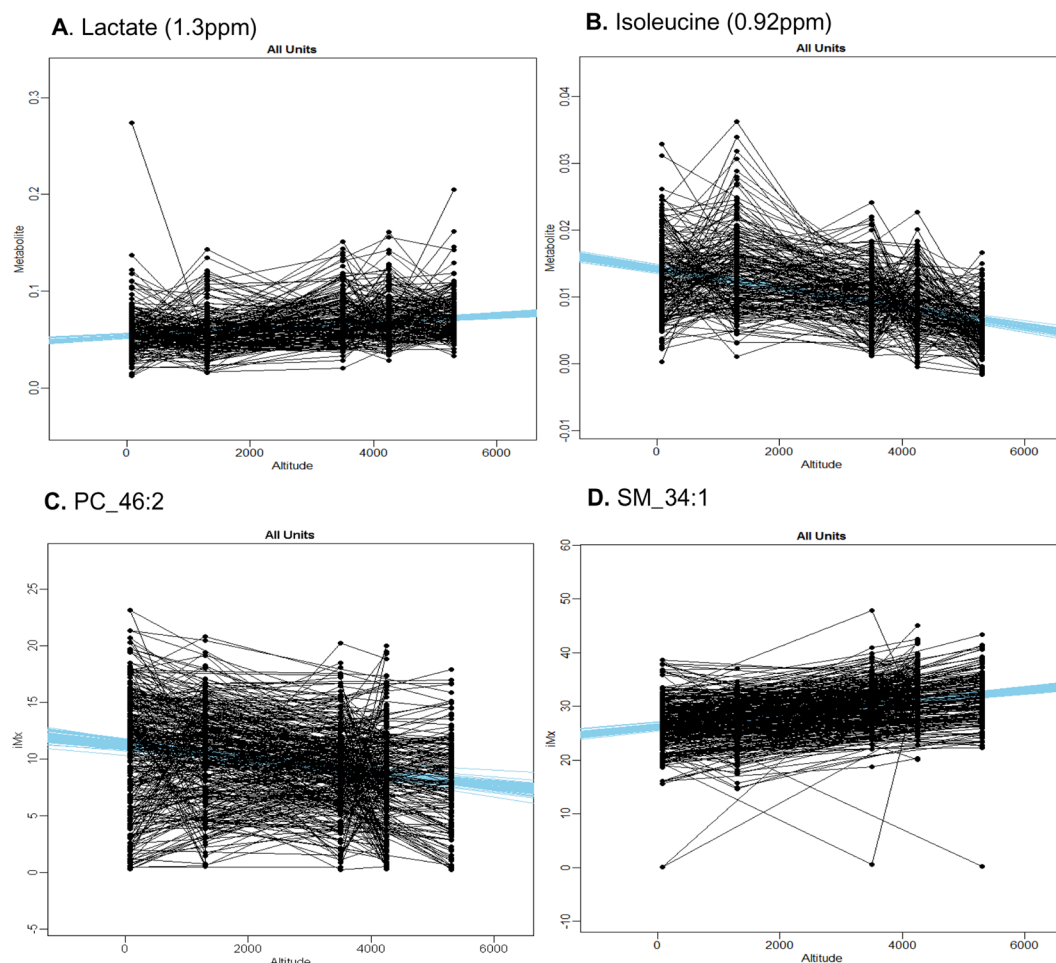 A. Lactate (1.3ppm)
All Units
Metabolite
0.3
0.2
0.1
0.0
0
2000
4000
6000
Altitude
B. Isoleucine (0.92ppm)
All Units
Metabolite
0.04
0.03
0.02
0.01
0.00
-0.01
0
2000
4000
6000
Altitude
C. PC_46:2
All Units
iMx
25
20
15
10
5
0
-5
0
2000
4000
6000
Altitude
D. SM_34:1
All Units
iMx
60
50
40
30
20
10
0
-10
0
2000
4000
6000
Altitude